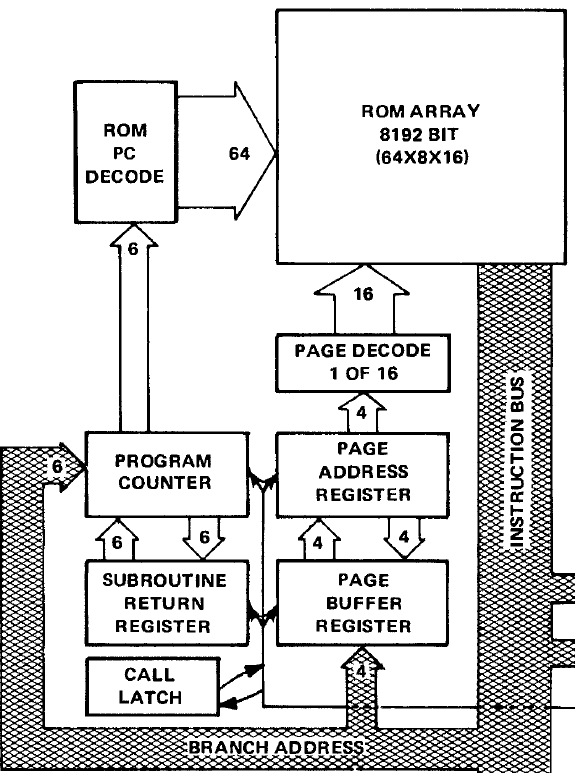 ROM
PC
DECODE
64
ROM ARRAY
8192 BIT
(64X8X16)
6
16
PAGE DECODE
1 OF 16
4
INSTRUCTION BUS
6
PROGRAM
COUNTER
PAGE
ADDRESS
REGISTER
6
6
4
4
SUBROUTINE
RETURN
REGISTER
PAGE
BUFFER
REGISTER
CALL
LATCH
4
BRANCH ADDRESS